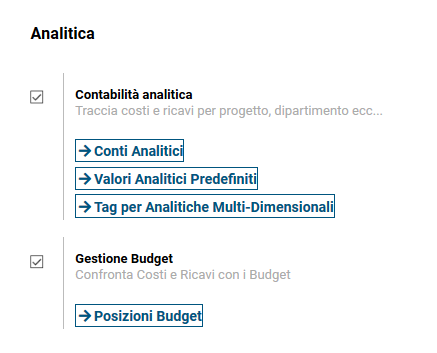 Analitica
Contabilità analitica
Traccia costi e ricavi per progetto, dipartimento ecc...
Conti Analitici
Valori Analitici Predefiniti
Tag per Analitiche Multi-Dimensionali
Gestione Budget
Confronta Costi e Ricavi con i Budget
Posizioni Budget